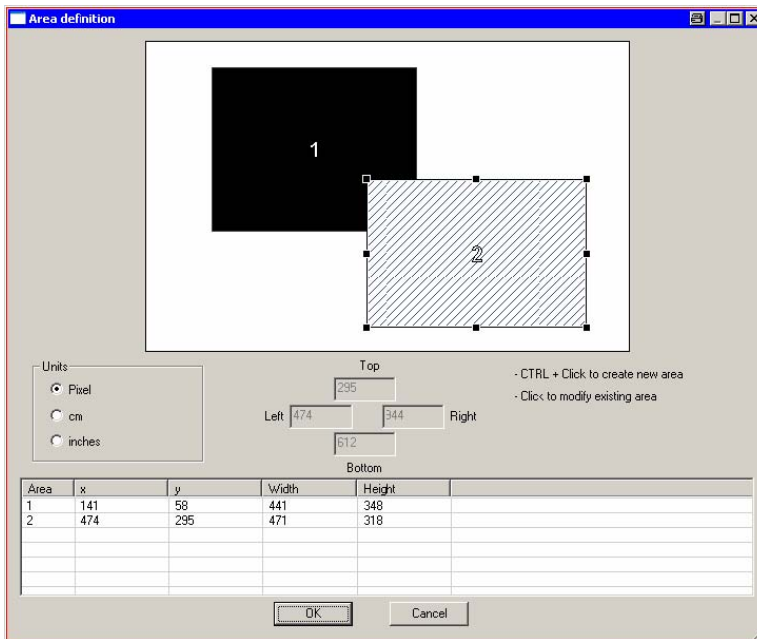 Area definition
1
2
Units
Pixel
cm
inches
Top
295
Left 474 944 Right
612
Bottom
- CTRL + Click to create new area
- Click to modify existing area
Area x y Width Height
1 141 58 441 348
2 474 295 471 318
OK Cancel